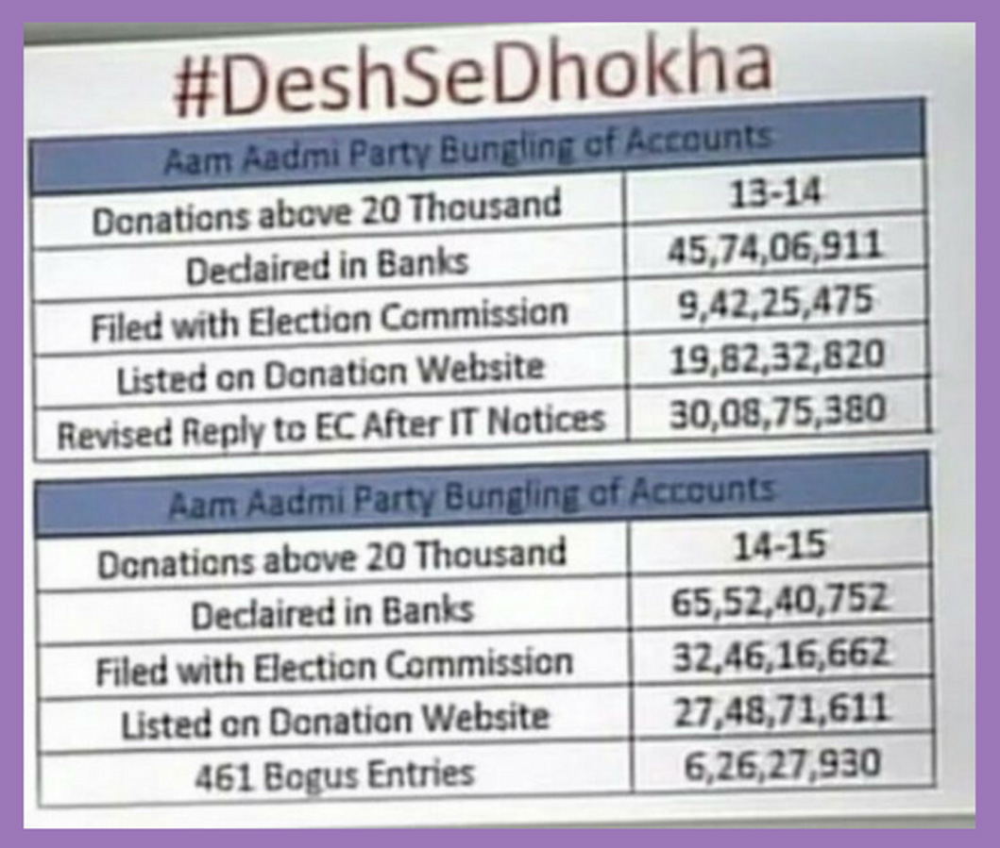 #DeshSeDhokha
Aam Aadmi Party Bungling of Accounts
Donations above 20 Thousand 13-14
Declaired in Banks 45,74,06,911
Filed with Election Commission 9,42,25,475
Listed on Donation Website 19,82,32,820
Revised Reply to EC After IT Notices 30,08,75,380
Aam Aadmi Party Bungling of Accounts
Donations above 20 Thousand 14-15
Declaired in Banks 65,52,40,752
Filed with Election Commission 32,46,16,662
Listed on Donation Website 27,48,71,611
461 Bogus Entries 6,26,27,930